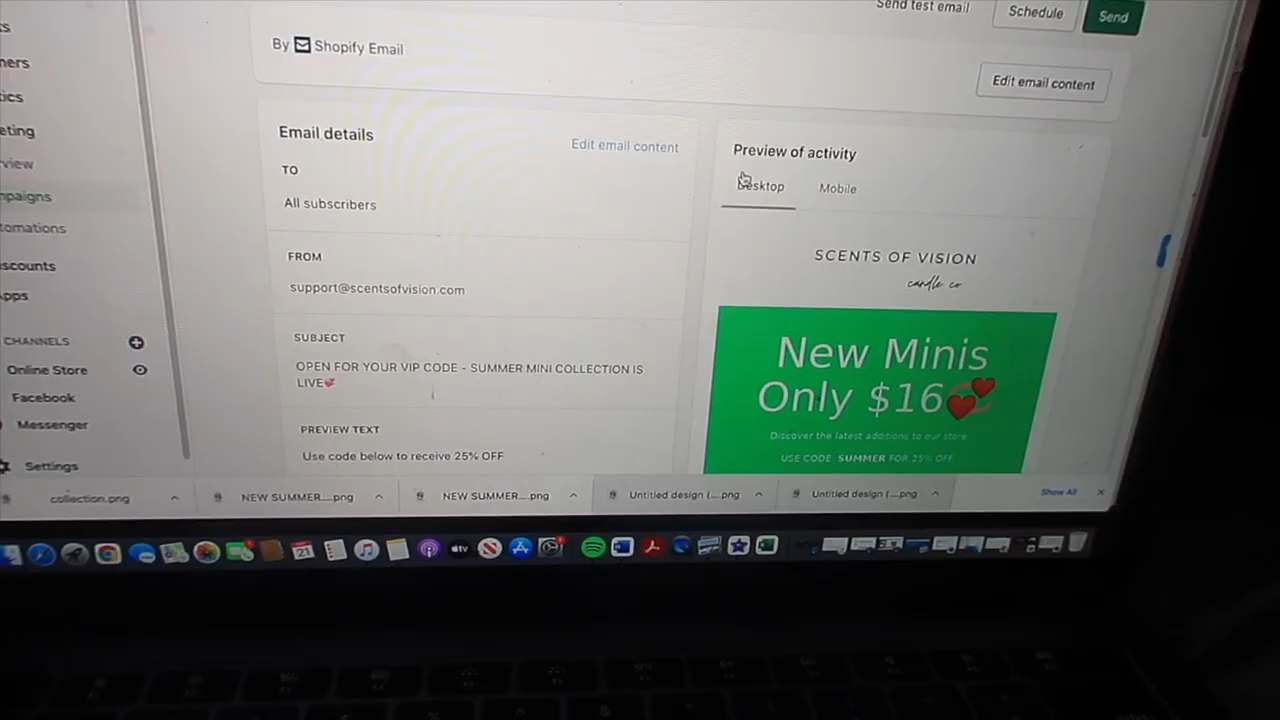 Send test email
Schedule
Send
By Shopify Email
Edit email content
Email details
Edit email content
TO
All subscribers
FROM
support@scentsofvision.com
SUBJECT
OPEN FOR YOUR VIP CODE - SUMMER MINI COLLECTION IS
LIVE💞
PREVIEW TEXT
Use code below to receive 25% OFF
Preview of activity
Desktop
Mobile
SCENTS OF VISION
candle co
New Minis
Only $16💞
Discover the latest additions to our store
USE CODE SUMMER FOR 25% OFF
ners
tics
eting
view
npaigns
tomations
scounts
Apps
CHANNELS
Online Store
Facebook
Messenger
Settings
collection.png
NEW SUMMER....png
NEW SUMMER....png
Untitled design (....png
Untitled design (....png
Show All
21
tv